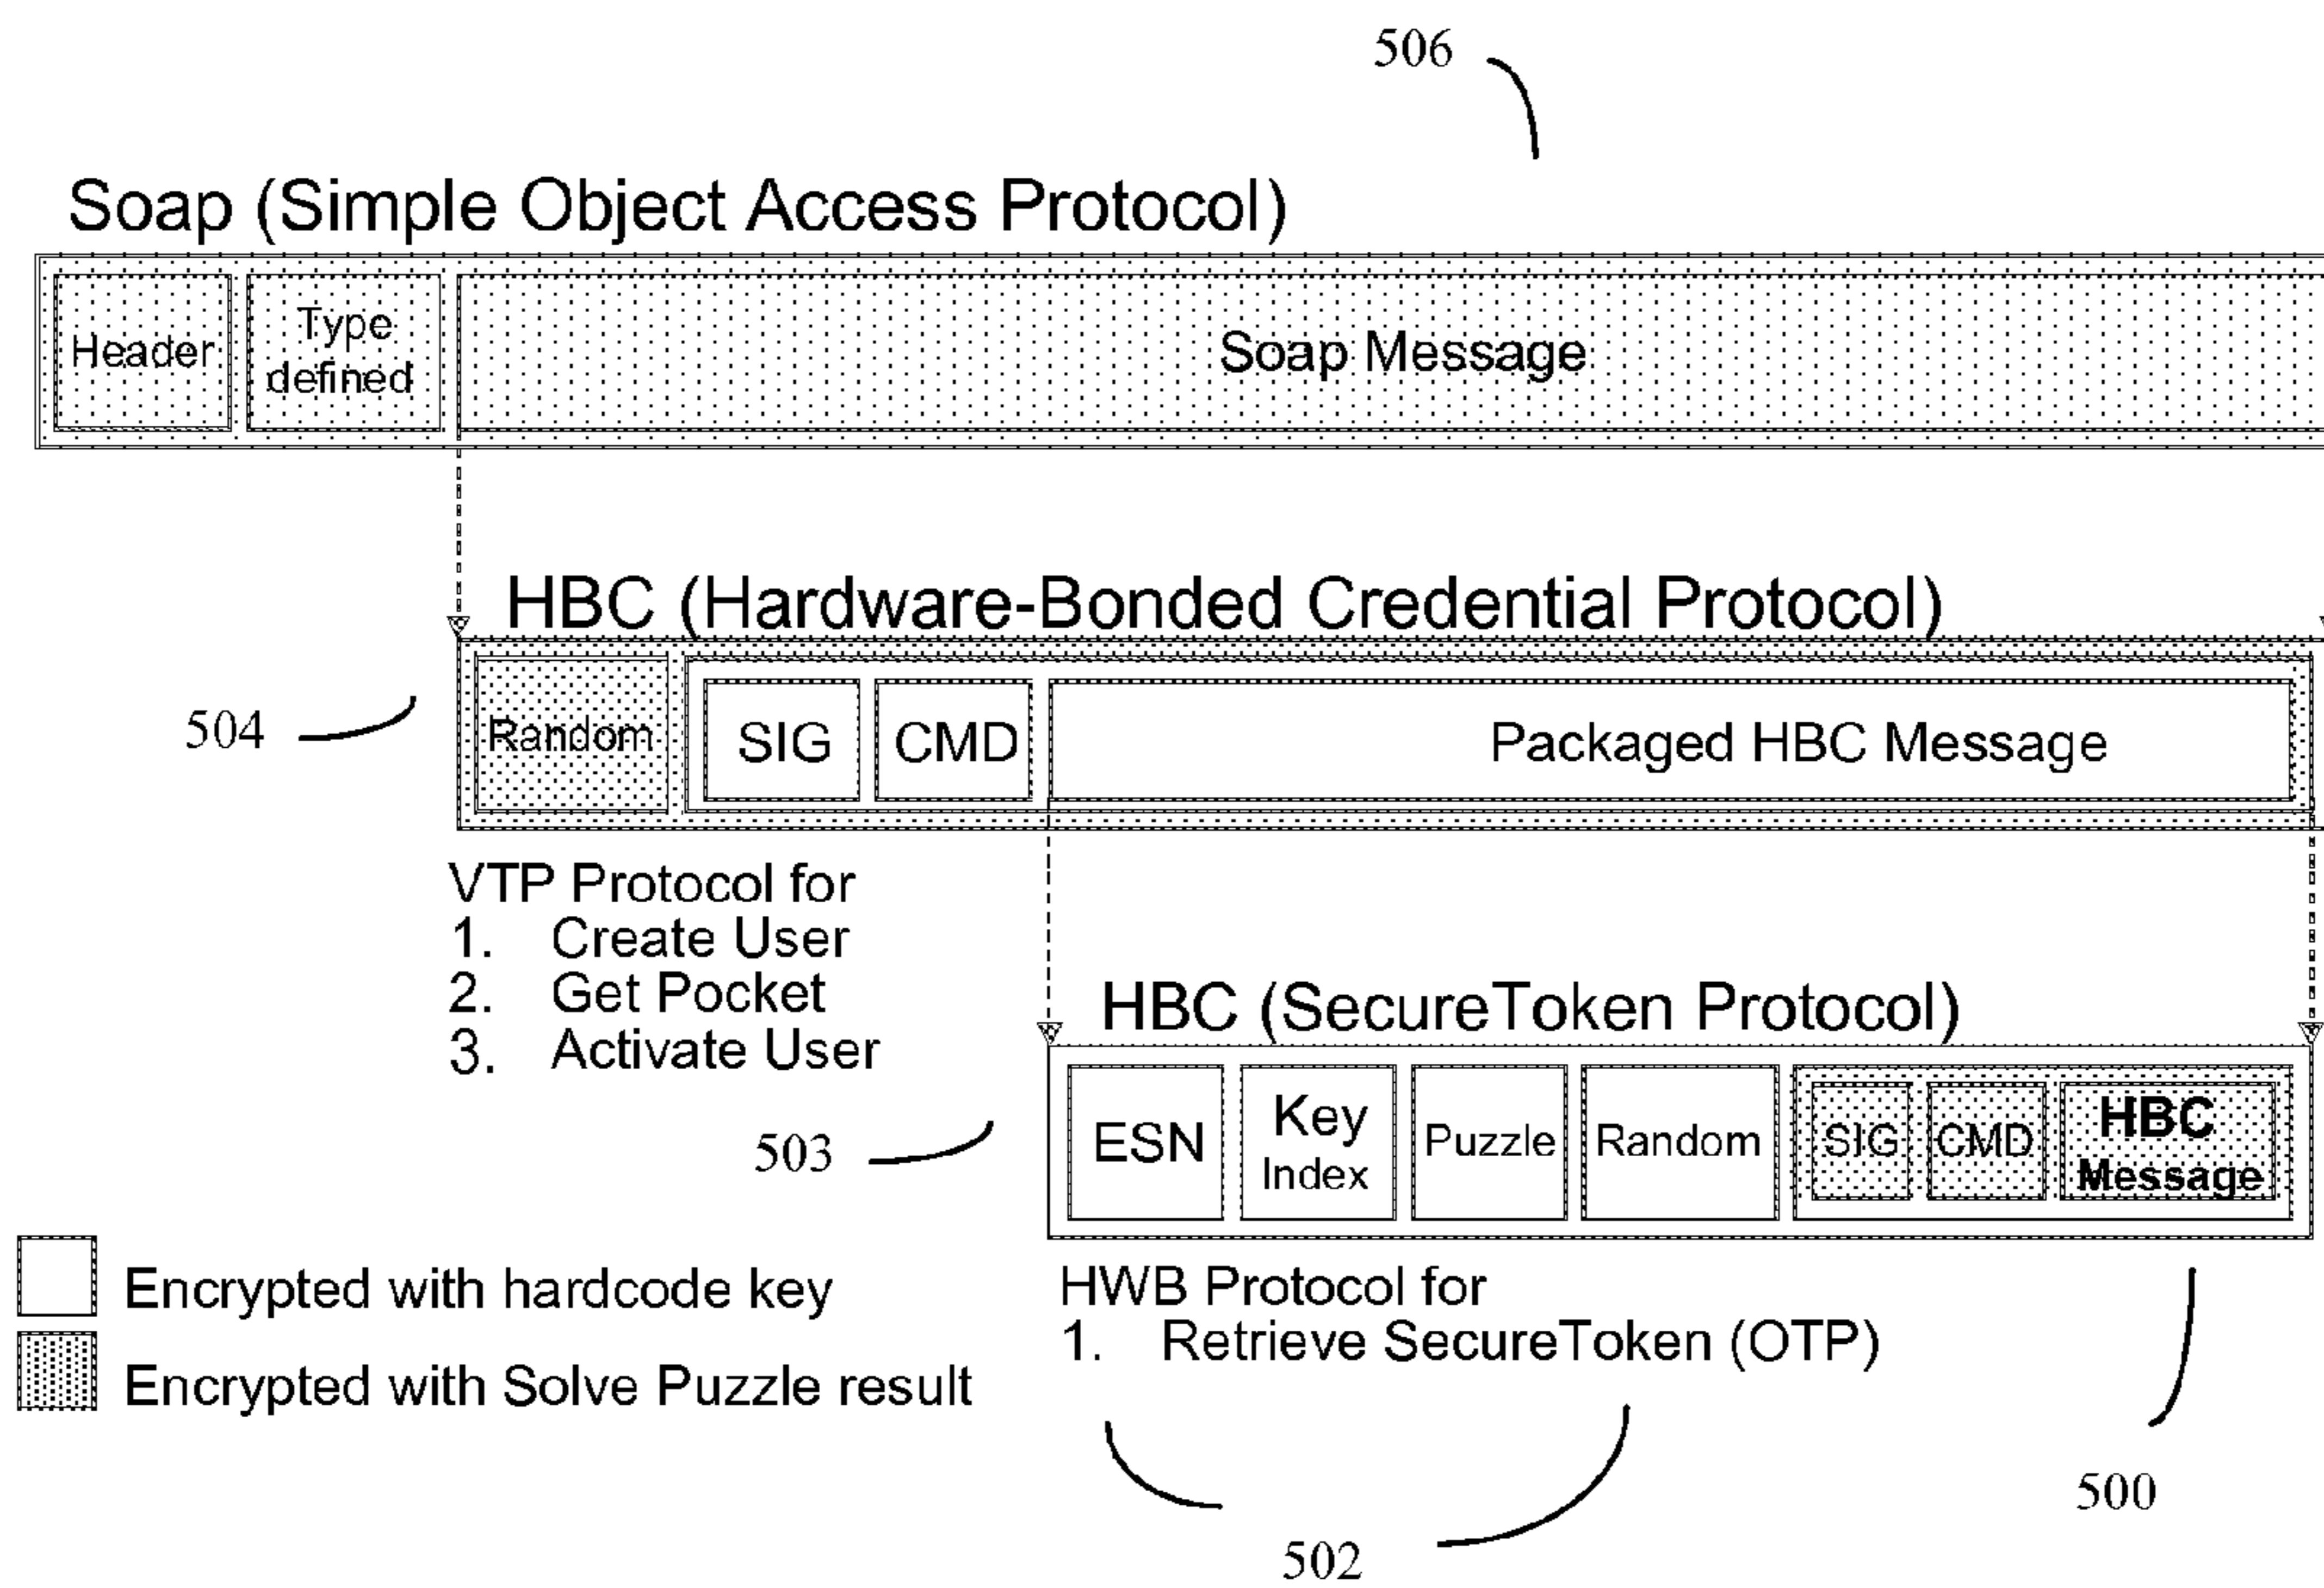 506
Soap (Simple Object Access Protocol)
Header
Type
defined
Soap Message
HBC (Hardware-Bonded Credential Protocol)
504
Random
SIG
CMD
Packaged HBC Message
VTP Protocol for
1. Create User
2. Get Pocket
3. Activate User
HBC (SecureToken Protocol)
503
ESN
Key
Index
Puzzle
Random
SIG
CMD
HBC
Message
Encrypted with hardcode key
Encrypted with Solve Puzzle result
HWB Protocol for
1. Retrieve SecureToken (OTP)
500
502